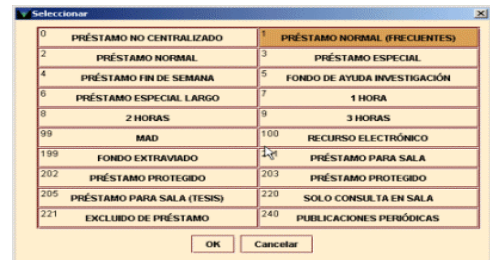 Seleccionar
0 PRÉSTAMO NO CENTRALIZADO 1 PRÉSTAMO NORMAL (FRECUENTES)
2 PRÉSTAMO NORMAL 3 PRÉSTAMO ESPECIAL
4 PRÉSTAMO FIN DE SEMANA 5 FONDO DE AYUDA INVESTIGACIÓN
6 PRÉSTAMO ESPECIAL LARGO 7 1 HORA
8 2 HORAS 9 3 HORAS
99 MAD 100 RECURSO ELECTRÓNICO
199 FONDO EXTRAVIADO PRÉSTAMO PARA SALA
202 PRÉSTAMO PROTEGIDO 203 PRÉSTAMO PROTEGIDO
205 PRÉSTAMO PARA SALA (TESIS) 220 SOLO CONSULTA EN SALA
221 EXCLUIDO DE PRÉSTAMO 240 PUBLICACIONES PERIÓDICAS
OK Cancelar